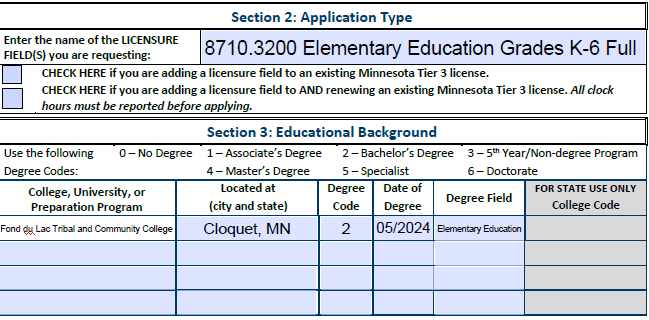 Section 2: Application Type
Enter the name of the LICENSURE FIELD(S) you are requesting: 8710.3200 Elementary Education Grades K-6 Full
CHECK HERE if you are adding a licensure field to an existing Minnesota Tier 3 license.
CHECK HERE if you are adding a licensure field to AND renewing an existing Minnesota Tier 3 license. All clock
hours must be reported before applying.
Section 3: Educational Background
Use the following Degree Codes: 0 – No Degree 1 – Associate's Degree 2 – Bachelor's Degree 3 – 5th Year/Non-degree Program
4 – Master's Degree 5 – Specialist 6 – Doctorate
College, University, or Preparation Program Located at (city and state) Degree Code Date of Degree Degree Field FOR STATE USE ONLY College Code
Fond du Lac Tribal and Community College Cloquet, MN 2 05/2024 Elementary Education